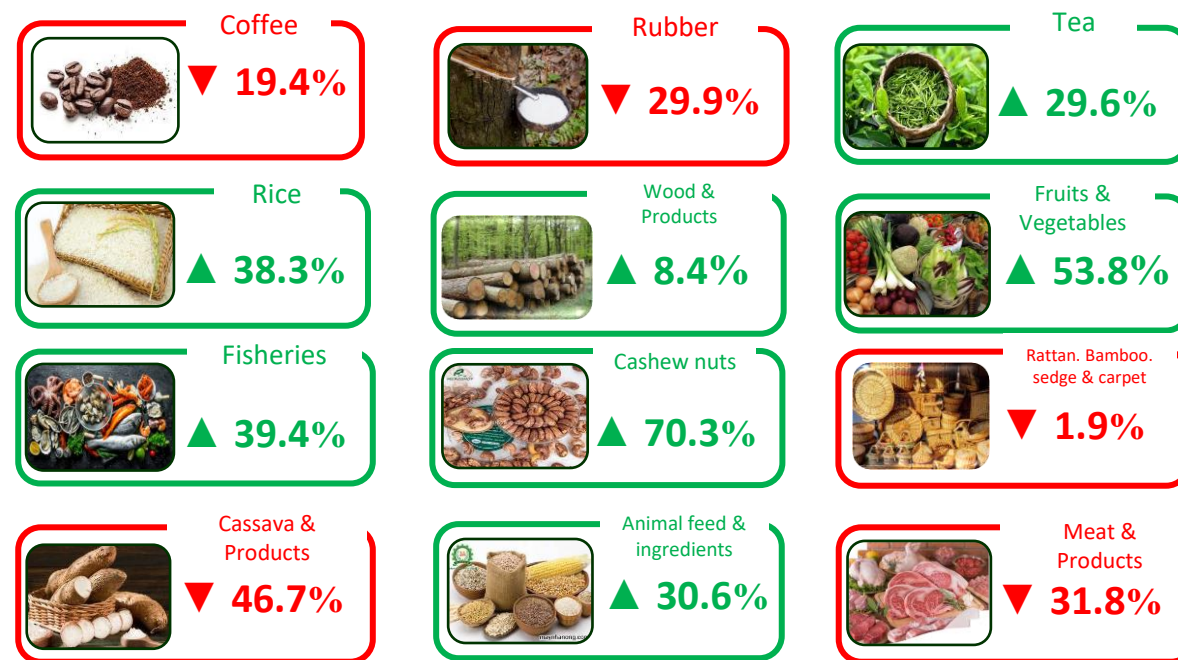 Coffee
▼ 19.4%
Rubber
▼ 29.9%
Tea
▲ 29.6%
Rice
▲ 38.3%
Wood &
Products
▲ 8.4%
Fruits &
Vegetables
▲ 53.8%
Fisheries
▲ 39.4%
Cashew nuts
▲ 70.3%
Rattan. Bamboo.
sedge & carpet
▼ 1.9%
Cassava &
Products
▼ 46.7%
Animal feed &
ingredients
▲ 30.6%
Meat &
Products
▼ 31.8%